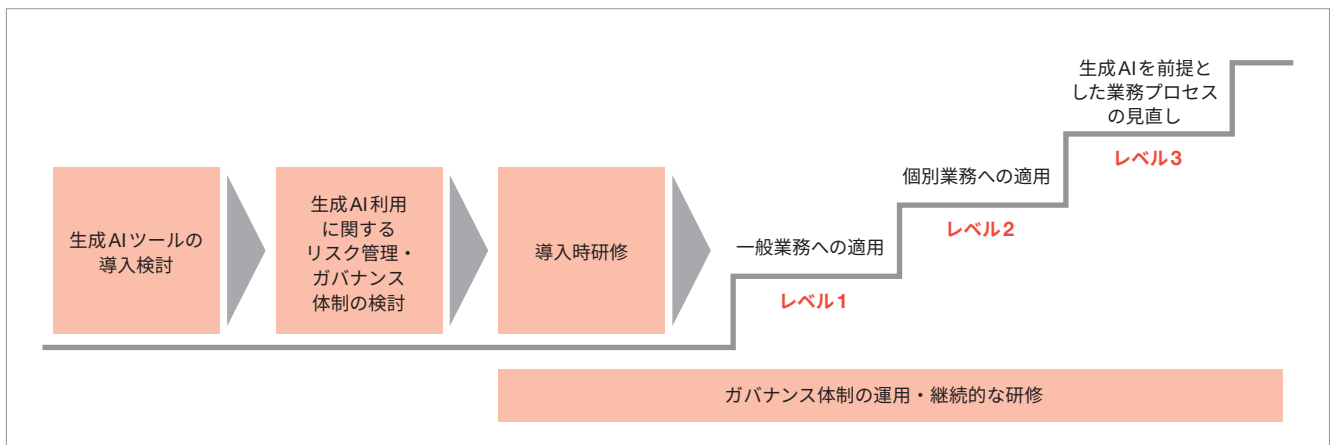 生成AIツールの
導入検討
生成AI利用
に関する
リスク管理・
ガバナンス
体制の検討
導入時研修
一般業務への適用
レベル1
個別業務への適用
レベル2
生成AIを前提と
した業務プロセス
の見直し
レベル3
ガバナンス体制の運用・継続的な研修